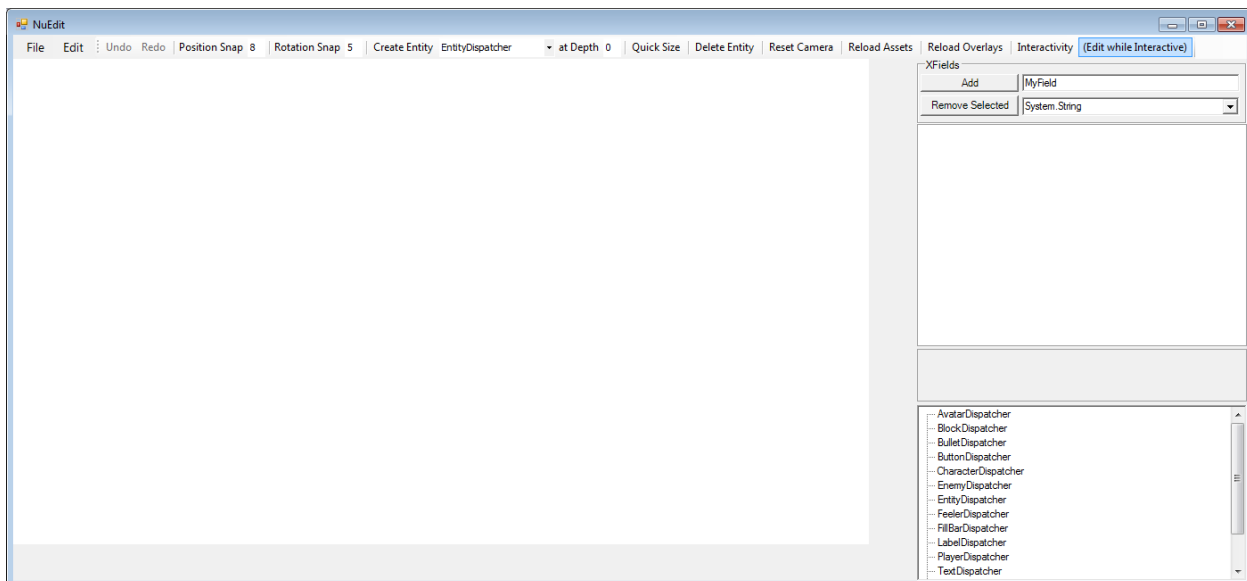 NuEdit
File Edit Undo Redo Position Snap 8 Rotation Snap 5 Create Entity EntityDispatcher at Depth 0 Quick Size Delete Entity Reset Camera Reload Assets Reload Overlays Interactivity (Edit while Interactive)
XFields
Add MyField
Remove Selected System.String
AvatarDispatcher
BlockDispatcher
BulletDispatcher
ButtonDispatcher
CharacterDispatcher
EnemyDispatcher
EntityDispatcher
FeelerDispatcher
FillBarDispatcher
LabelDispatcher
PlayerDispatcher
TextDispatcher